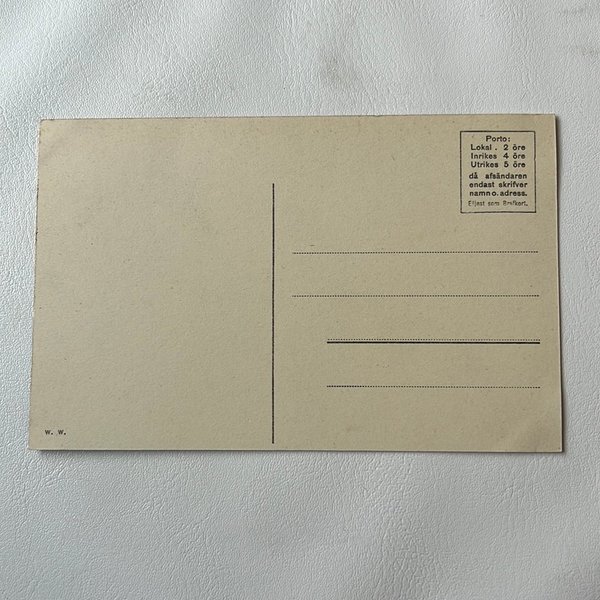 Porto:
Lokal . 2 öre
Inrikes 4 öre
Utrikes 5 öre
då afsändaren
endast skrifver
namn o. adress.
Eljest som Brefkort.
W. W.